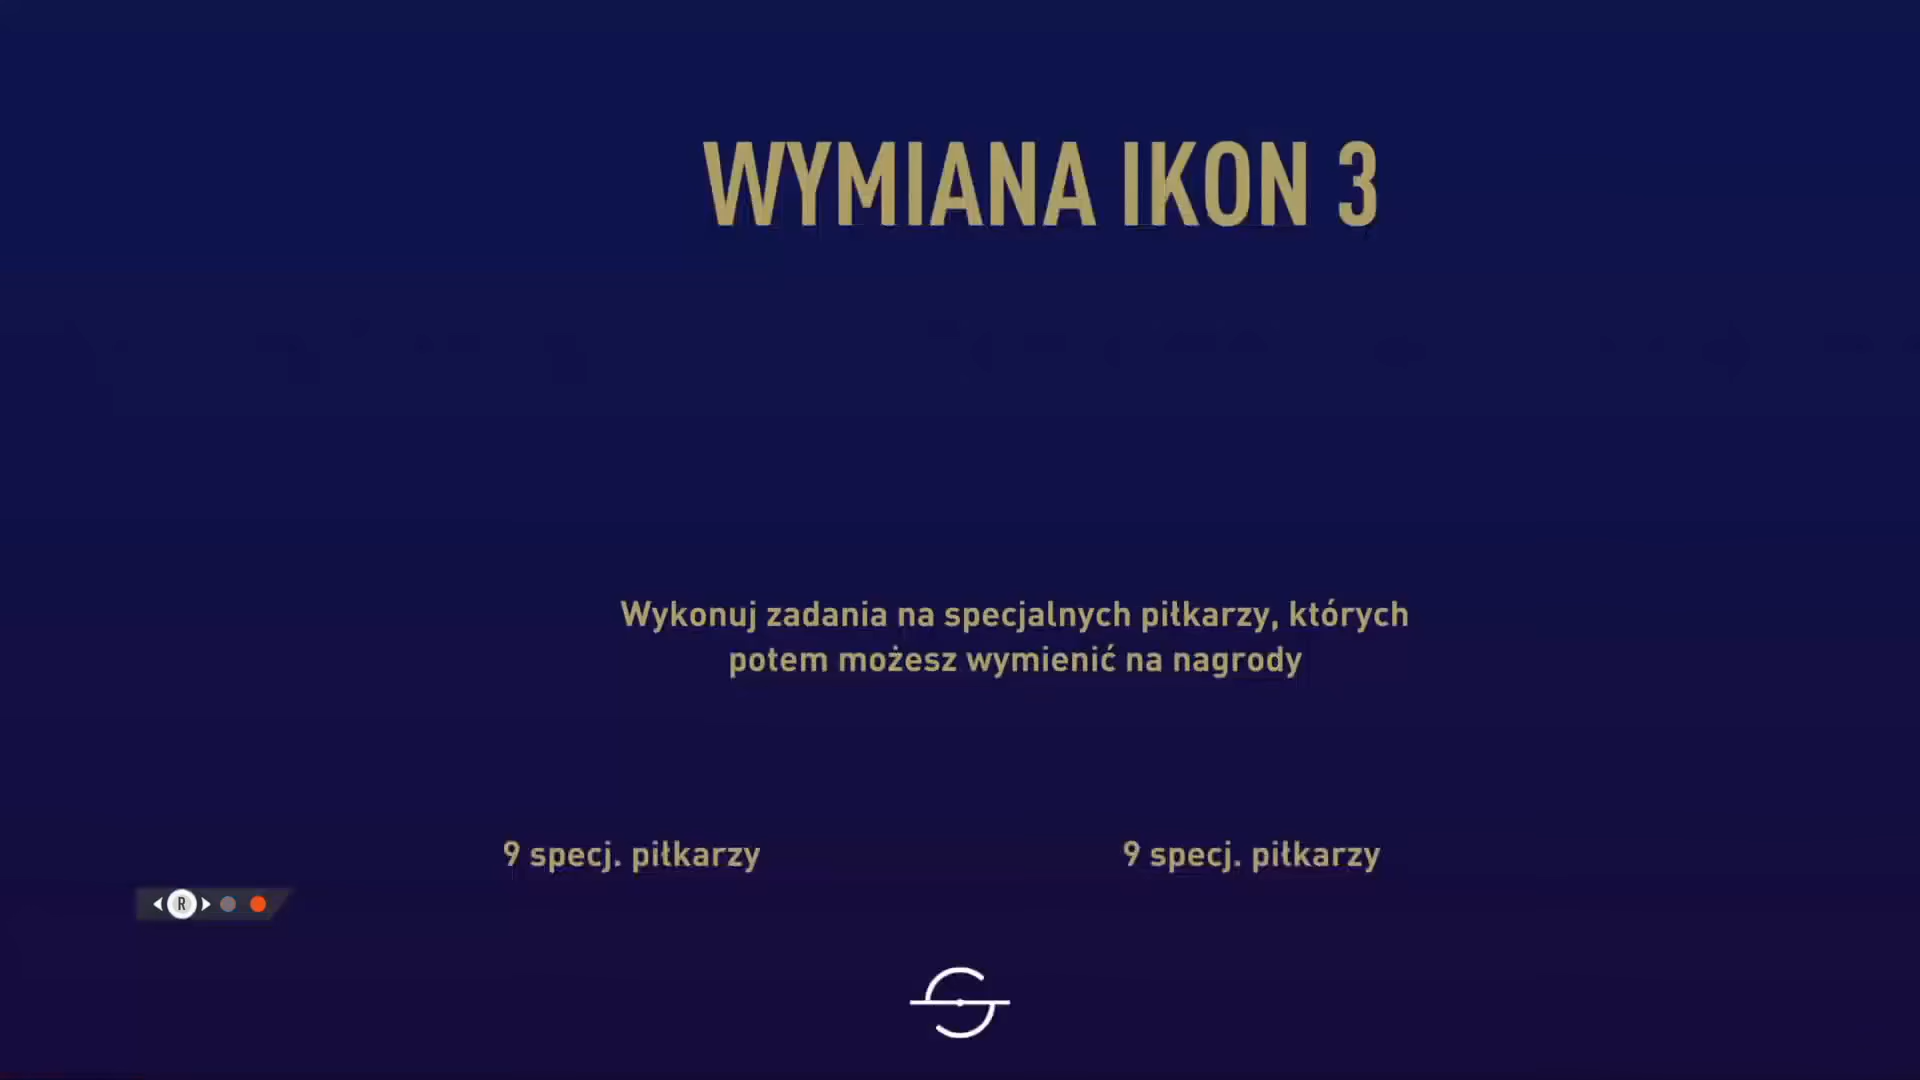 WYMIANA IKON 3
Wykonuj zadania na specjalnych piłkarzy, których
potem możesz wymienić na nagrody
9 specj. piłkarzy
9 specj. piłkarzy
R